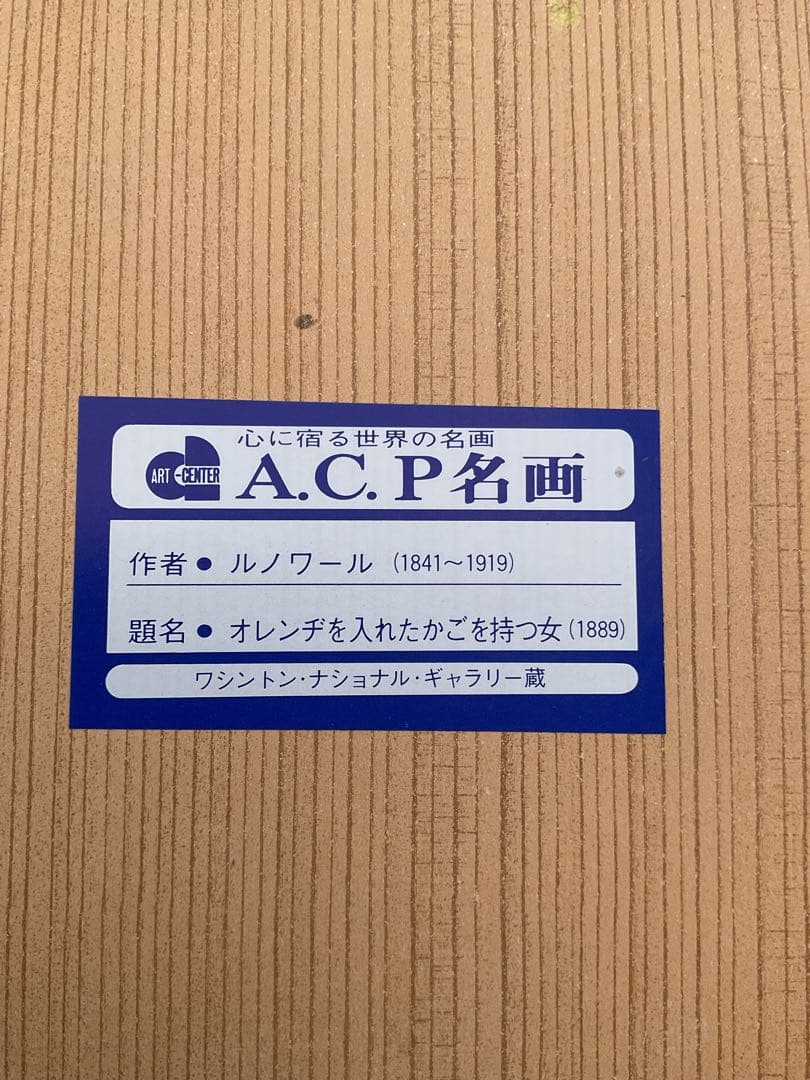 心に宿る世界の名画
ART-CENTER
A.C.P名画
作者● ルノワール (1841〜1919)
題名● オレンヂを入れたかごを持つ女(1889)
ワシントン・ナショナル・ギャラリー蔵